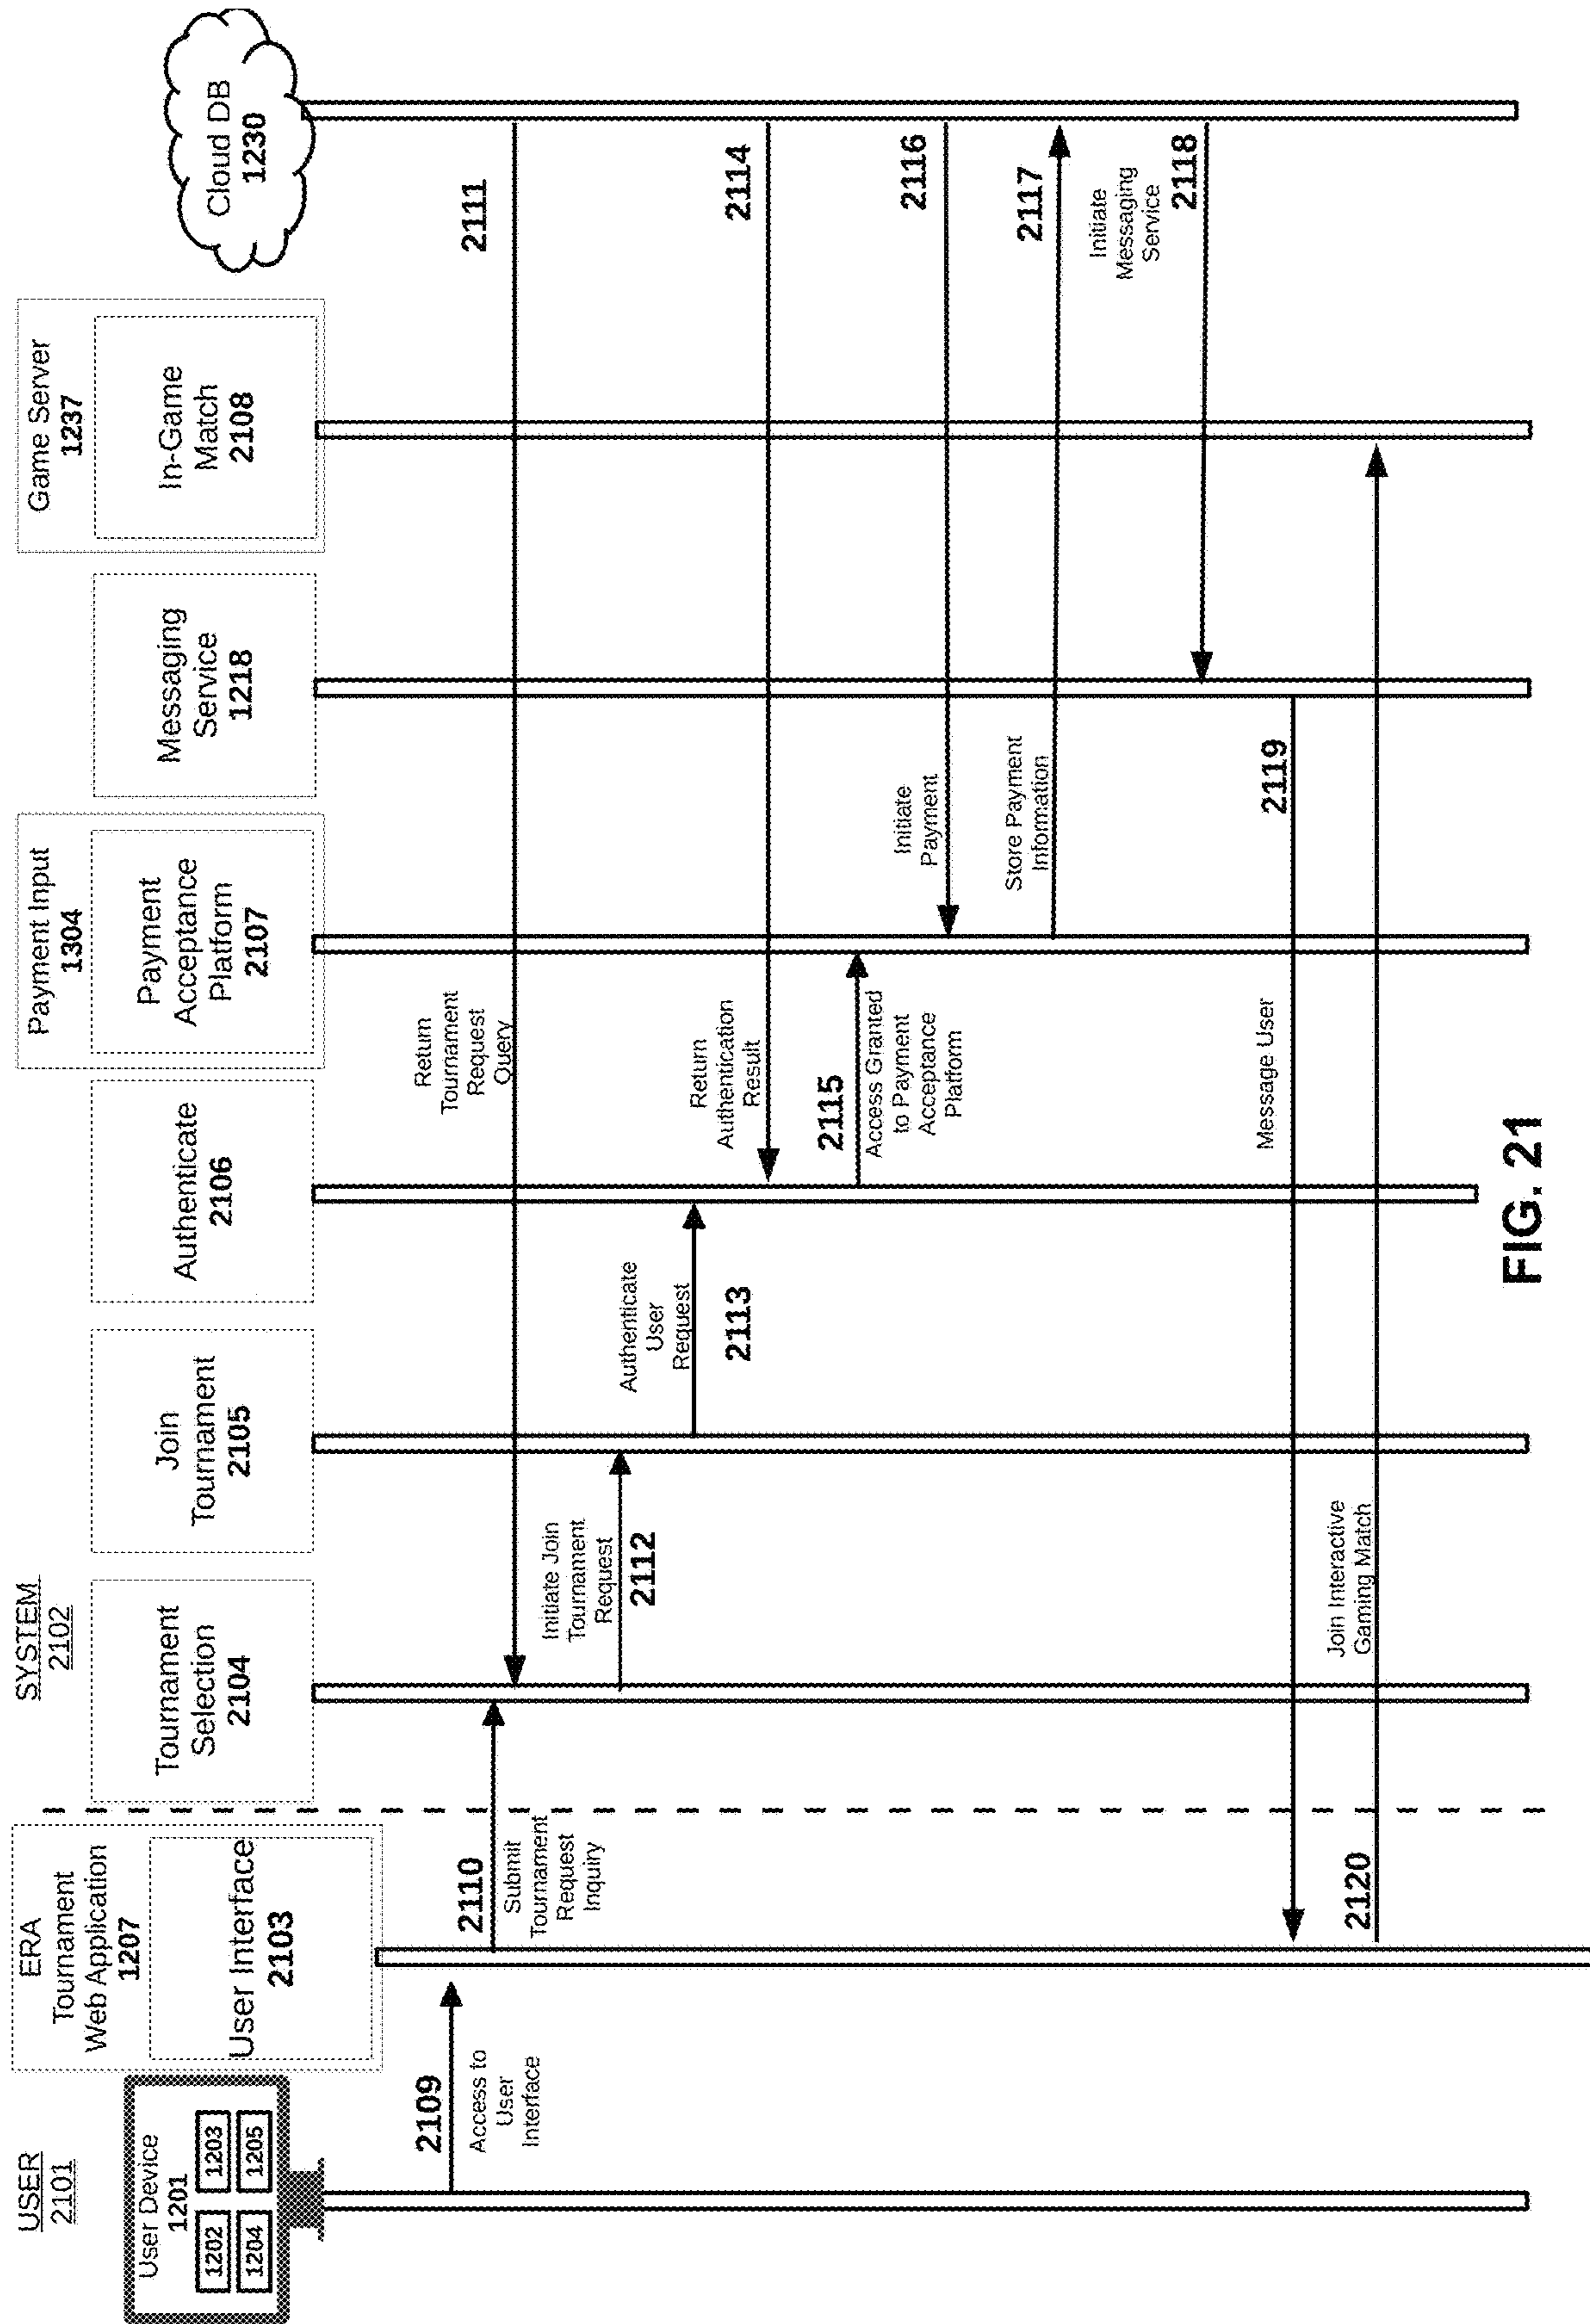 USER
2101
User Device
1201
1202
1203
1204
1205
ERA
Tournament
Web Application
1207
User Interface
2103
SYSTEM
2102
Tournament
Selection
2104
Join
Tournament
2105
Authenticate
2106
Payment Input
1304
Payment
Acceptance
Platform
2107
Messaging
Service
1218
Game Server
1237
In-Game
Match
2108
Cloud DB
1230
2109
Access to
User
Interface
2110
Submit
Tournament
Request
Inquiry
Return
Tournament
Request
Query
2111
Initiate Join
Tournament
Request
2112
Authenticate
User
Request
2113
Return
Authentication
Result
2114
2115
Access Granted
to Payment
Acceptance
Platform
Initiate
Payment
2116
Store Payment
Information
2117
Initiate
Messaging
Service
2118
Message User
2119
2120
Join Interactive
Gaming Match
FIG. 21